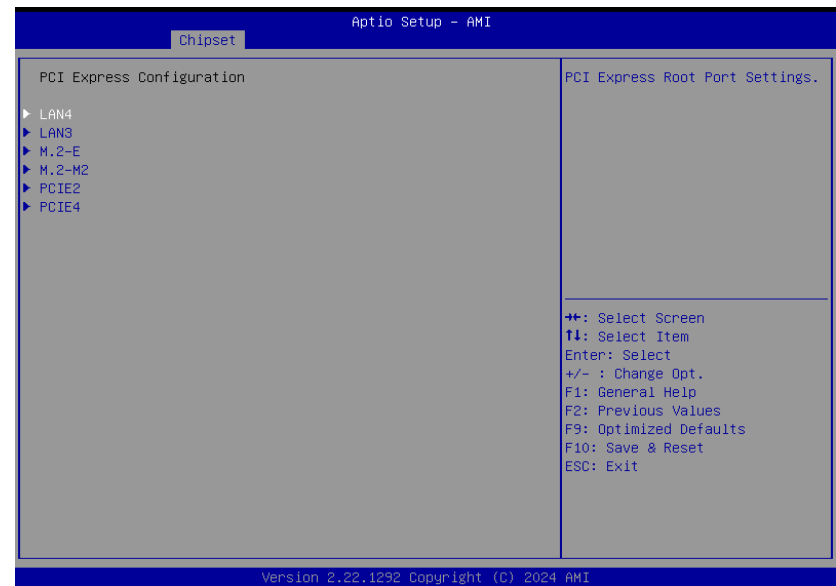 Aptio Setup – AMI
Chipset
PCI Express Configuration
LAN4
LAN3
M.2-E
M.2-M2
PCIE2
PCIE4
PCI Express Root Port Settings.
→←: Select Screen
↑↓: Select Item
Enter: Select
+/- : Change Opt.
F1: General Help
F2: Previous Values
F9: Optimized Defaults
F10: Save & Reset
ESC: Exit
Version 2.22.1292 Copyright (C) 2024 AMI